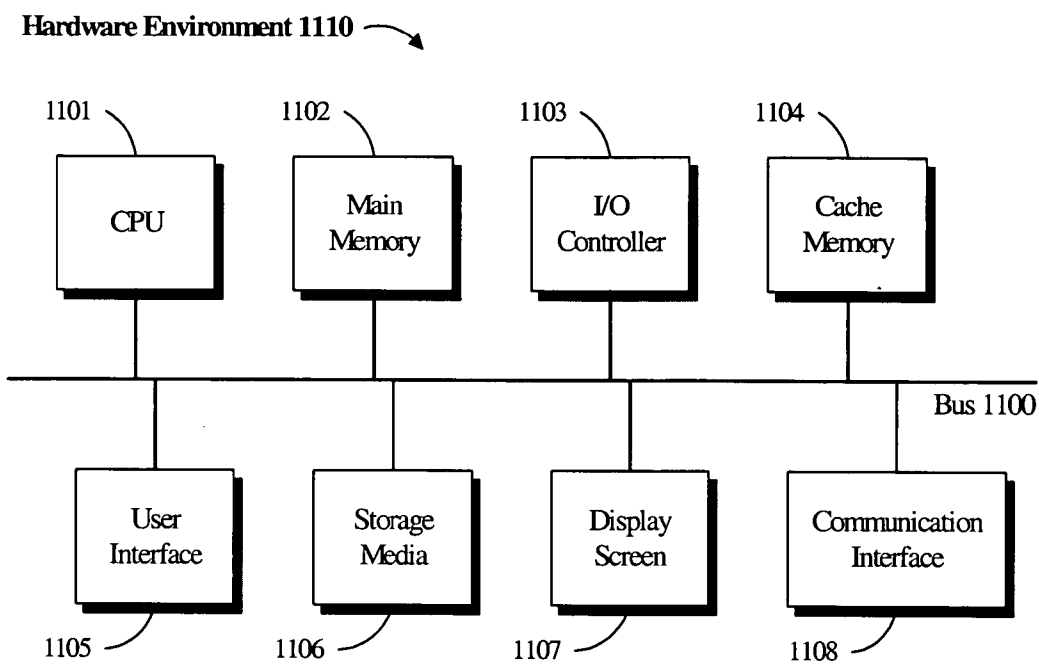 Hardware Environment 1110
1101
1102
1103
1104
CPU
Main
Memory
I/O
Controller
Cache
Memory
Bus 1100
User
Interface
Storage
Media
Display
Screen
Communication
Interface
1105
1106
1107
1108